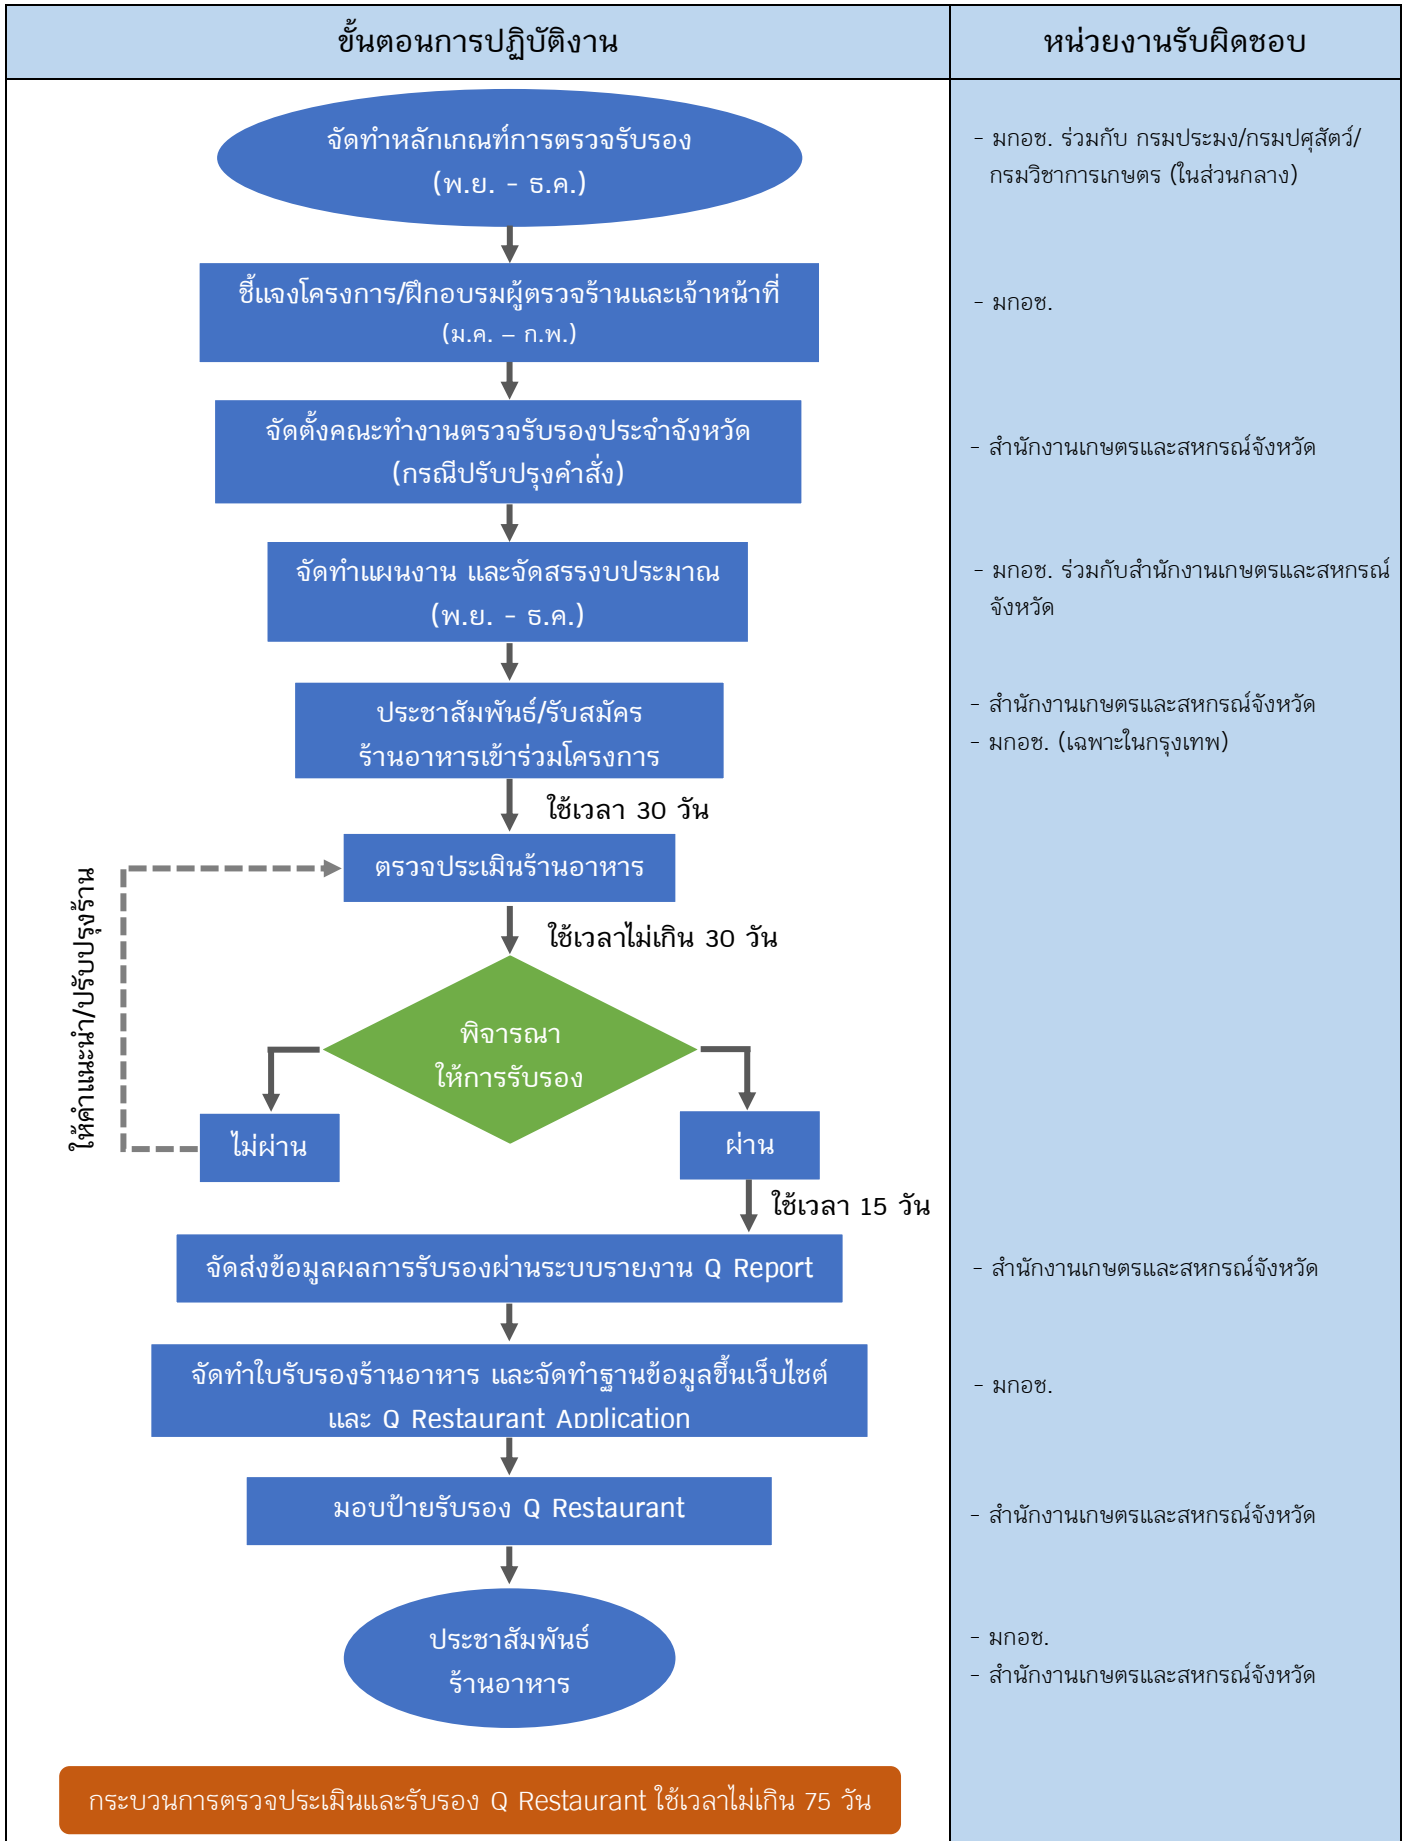 ขั้นตอนการปฏิบัติงาน
หน่วยงานรับผิดชอบ
จัดทำหลักเกณฑ์การตรวจรับรอง
(พ.ย. - ธ.ค.)
- มกอช. ร่วมกับ กรมประมง/กรมปศุสัตว์/
กรมวิชาการเกษตร (ในส่วนกลาง)
ชี้แจงโครงการ/ฝึกอบรมผู้ตรวจร้านและเจ้าหน้าที่
(ม.ค. – ก.พ.)
- มกอช.
จัดตั้งคณะทำงานตรวจรับรองประจำจังหวัด
(กรณีปรับปรุงคำสั่ง)
- สำนักงานเกษตรและสหกรณ์จังหวัด
จัดทำแผนงาน และจัดสรรงบประมาณ
(พ.ย. - ธ.ค.)
- มกอช. ร่วมกับสำนักงานเกษตรและสหกรณ์
จังหวัด
ประชาสัมพันธ์/รับสมัคร
ร้านอาหารเข้าร่วมโครงการ
- สำนักงานเกษตรและสหกรณ์จังหวัด
- มกอช. (เฉพาะในกรุงเทพ)
ใช้เวลา 30 วัน
ตรวจประเมินร้านอาหาร
ใช้เวลาไม่เกิน 30 วัน
ให้คำแนะนำ/ปรับปรุงร้าน
พิจารณา
ให้การรับรอง
ไม่ผ่าน
ผ่าน
ใช้เวลา 15 วัน
จัดส่งข้อมูลผลการรับรองผ่านระบบรายงาน Q Report
- สำนักงานเกษตรและสหกรณ์จังหวัด
จัดทำใบรับรองร้านอาหาร และจัดทำฐานข้อมูลขึ้นเว็บไซต์
และ Q Restaurant Application
- มกอช.
มอบป้ายรับรอง Q Restaurant
- สำนักงานเกษตรและสหกรณ์จังหวัด
ประชาสัมพันธ์
ร้านอาหาร
- มกอช.
- สำนักงานเกษตรและสหกรณ์จังหวัด
กระบวนการตรวจประเมินและรับรอง Q Restaurant ใช้เวลาไม่เกิน 75 วัน